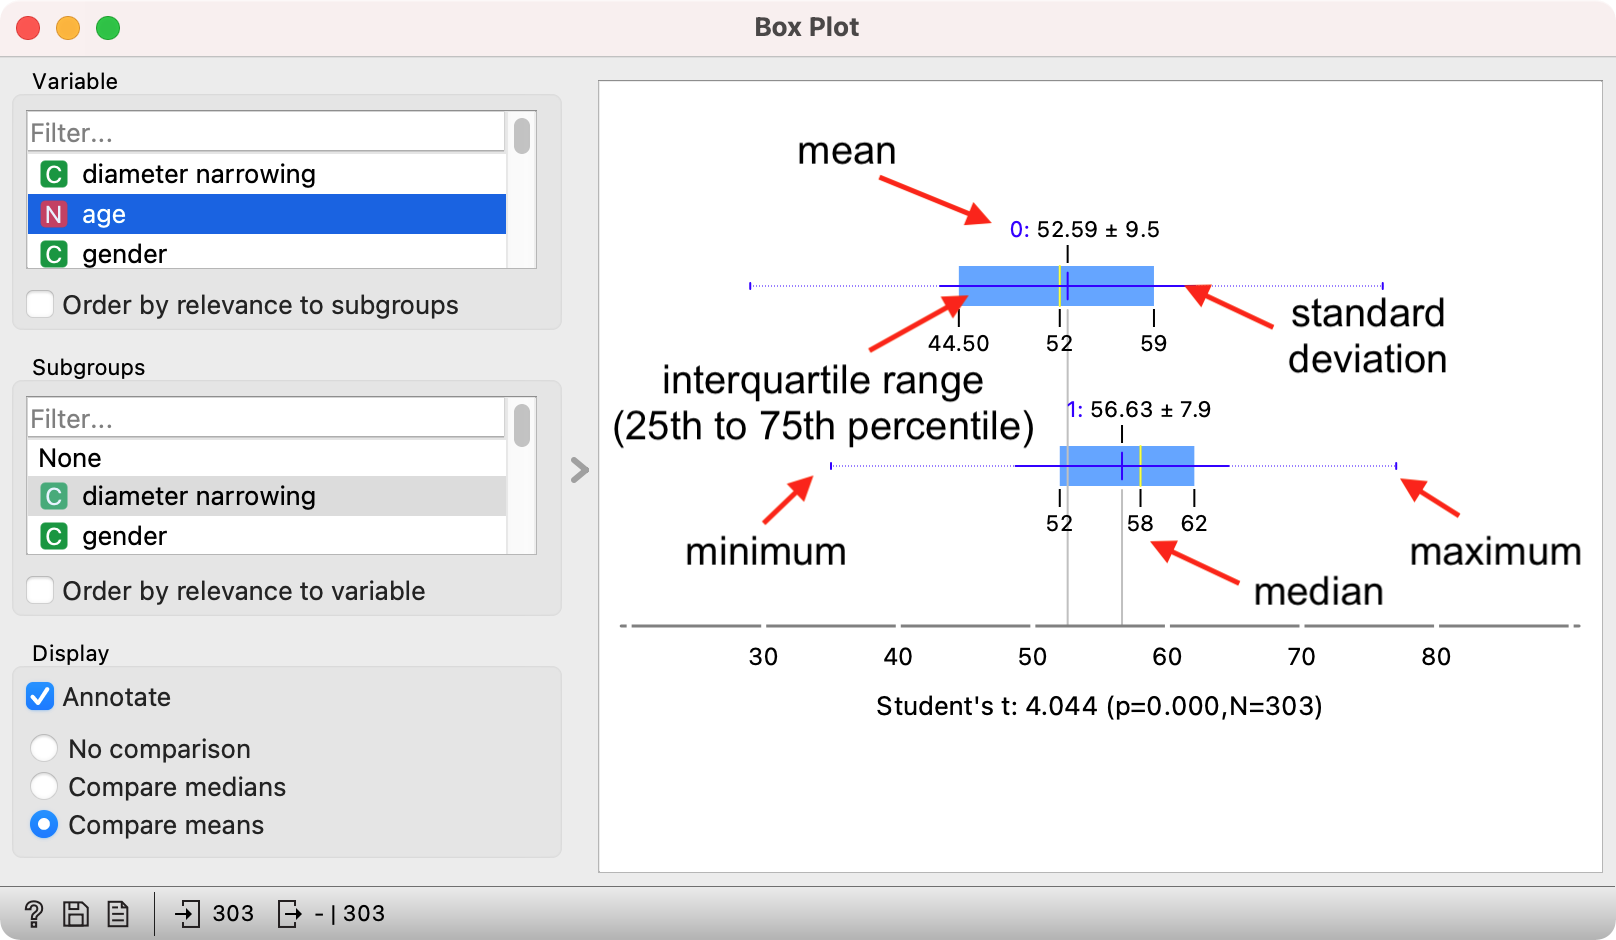 Box Plot
Variable
Filter...
C diameter narrowing
N age
C gender
Order by relevance to subgroups
Subgroups
Filter...
None
C diameter narrowing
C gender
Order by relevance to variable
Display
Annotate
No comparison
Compare medians
Compare means
? 303 - | 303
mean
0: 52.59 ± 9.5
44.50 52 59
standard
deviation
interquartile range
(25th to 75th percentile)
1: 56.63 ± 7.9
52 58 62
minimum
median
maximum
30 40 50 60 70 80
Student's t: 4.044 (p=0.000,N=303)